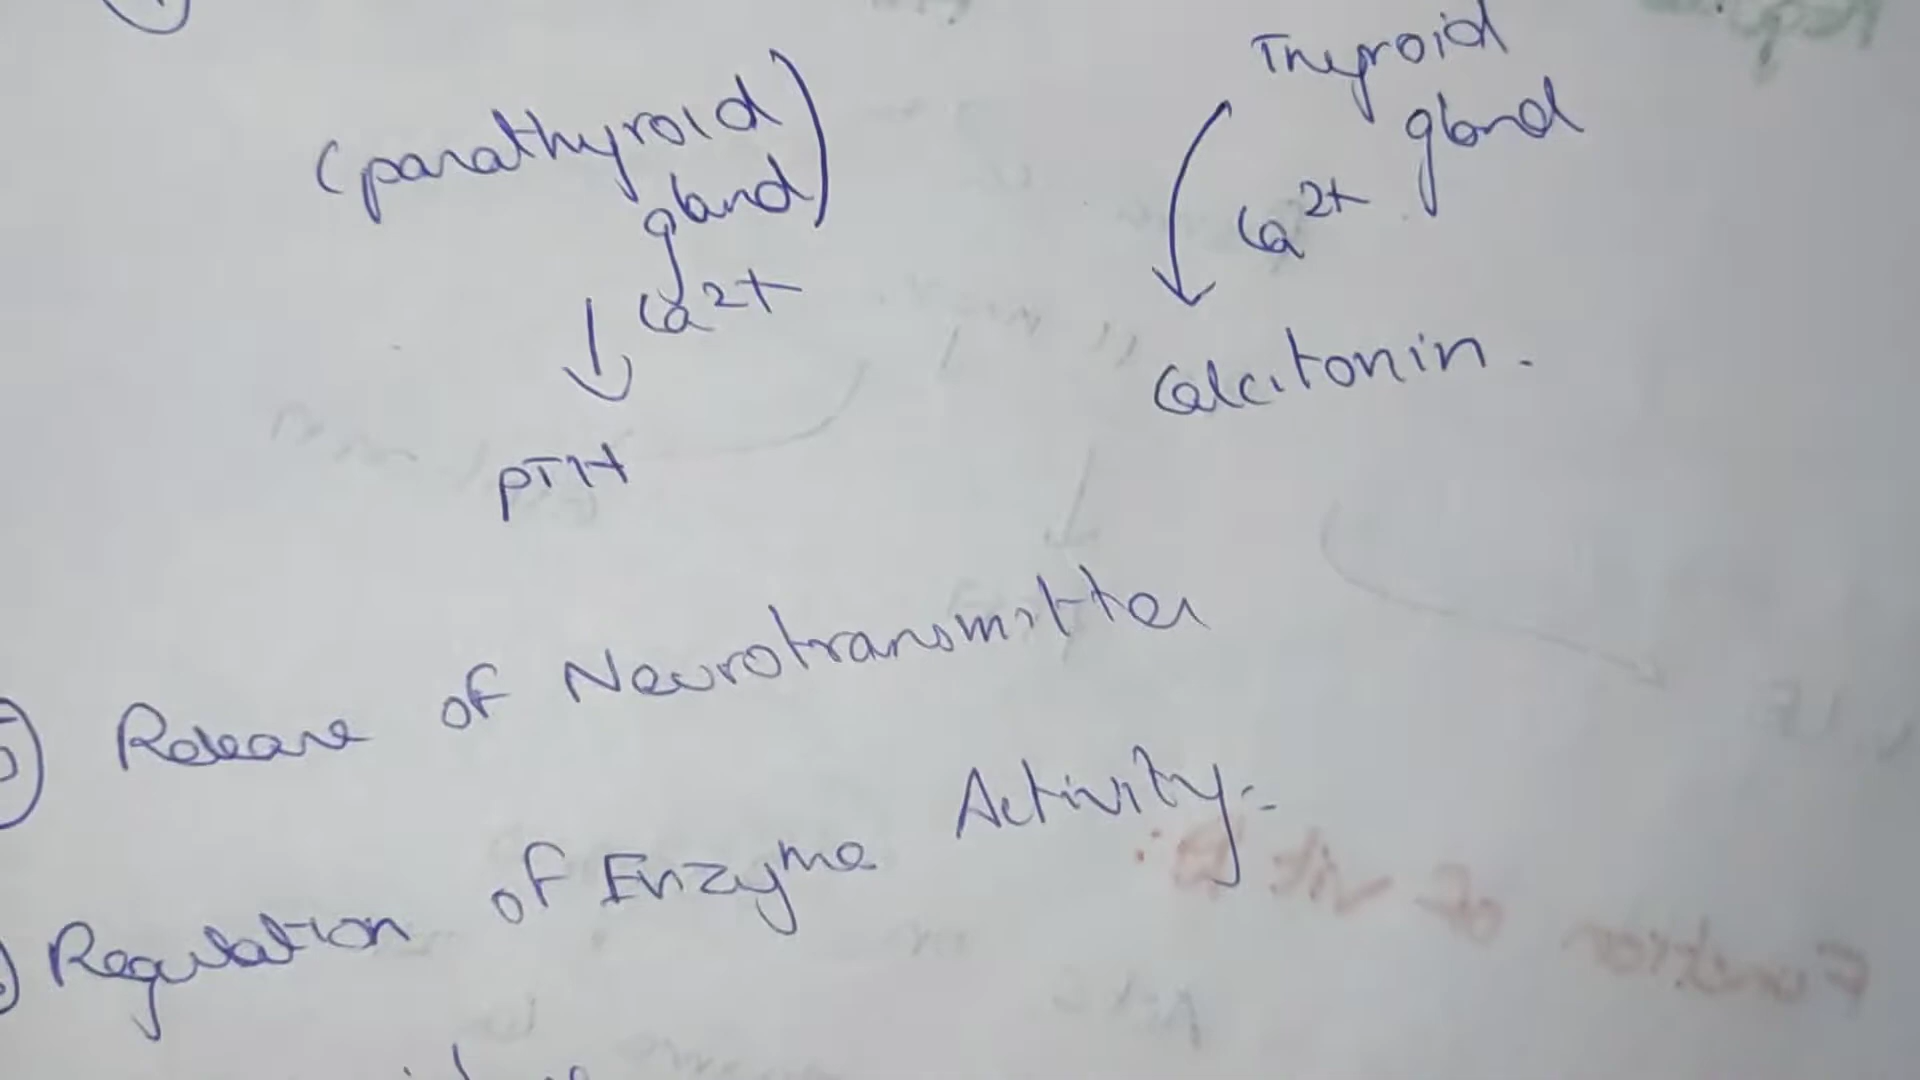 (parathyroid
gland)
Ca2+
PTH
Thyroid
gland
Ca2+
Calcitonin.
Release of Neurotransmitter
Regulation of Enzyme Activity:-